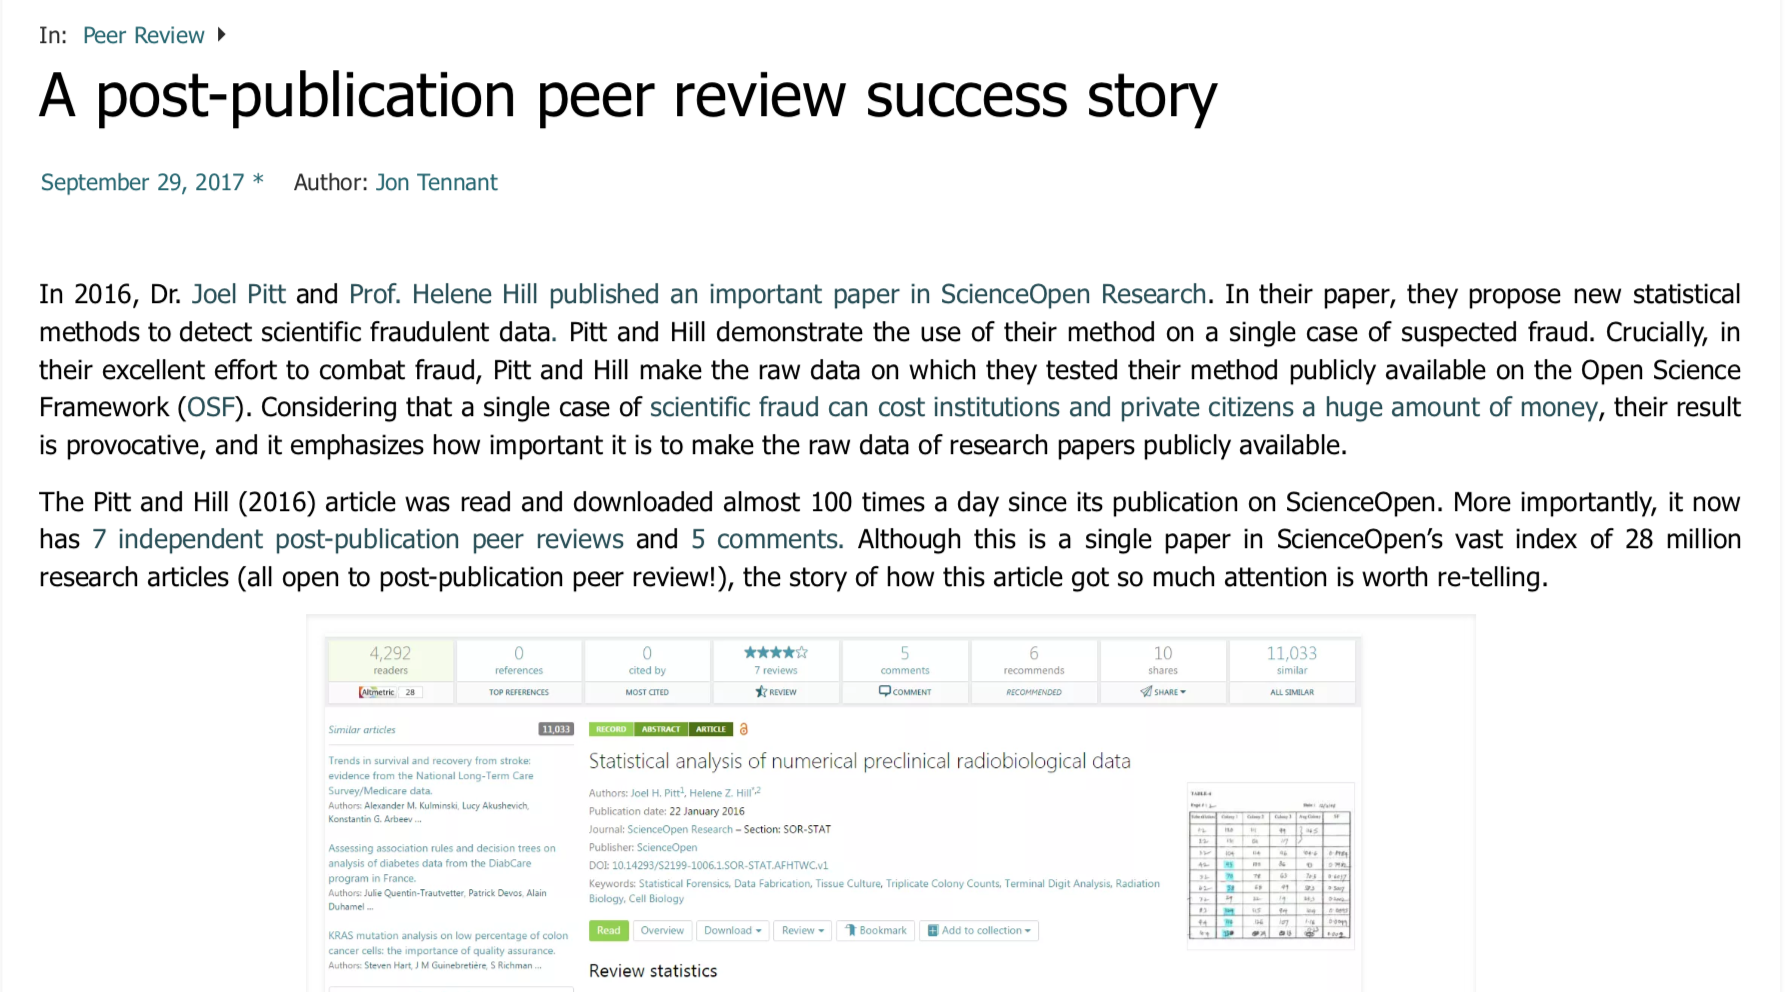 In: Peer Review
A post-publication peer review success story
September 29, 2017 * Author: Jon Tennant
In 2016, Dr. Joel Pitt and Prof. Helene Hill published an important paper in ScienceOpen Research. In their paper, they propose new statistical
methods to detect scientific fraudulent data. Pitt and Hill demonstrate the use of their method on a single case of suspected fraud. Crucially, in
their excellent effort to combat fraud, Pitt and Hill make the raw data on which they tested their method publicly available on the Open Science
Framework (OSF). Considering that a single case of scientific fraud can cost institutions and private citizens a huge amount of money, their result
is provocative, and it emphasizes how important it is to make the raw data of research papers publicly available.
The Pitt and Hill (2016) article was read and downloaded almost 100 times a day since its publication on ScienceOpen. More importantly, it now
has 7 independent post-publication peer reviews and 5 comments. Although this is a single paper in ScienceOpen’s vast index of 28 million
research articles (all open to post-publication peer review!), the story of how this article got so much attention is worth re-telling.
4,292 0 0 5 6 10 11,033
readers references cited by 7 reviews comments recommends shares similar
Altmetric 28 TOP REFERENCES MOST CITED REVIEW COMMENT RECOMMENDED SHARE ALL SIMILAR
Similar articles 11,033
Trends in survival and recovery from stroke:
evidence from the National Long-Term Care
Survey/Medicare data.
Authors: Alexander M. Kulminski, Lucy Akushevich,
Konstantin G. Arbeev ...
Assessing association rules and decision trees on
analysis of diabetes data from the DiabCare
program in France.
Authors: Julie Quentin-Trautvetter, Patrick Devos, Alain
Duhamel ...
KRAS mutation analysis on low percentage of colon
cancer cells: the importance of quality assurance.
Authors: Steven Hart, J M Guinebretière, S Richman ...
RECORD ABSTRACT ARTICLE
Statistical analysis of numerical preclinical radiobiological data
Authors: Joel H. Pitt1, Helene Z. Hill*,2
Publication date: 22 January 2016
Journal: ScienceOpen Research – Section: SOR-STAT
Publisher: ScienceOpen
DOI: 10.14293/S2199-1006.1.SOR-STAT.AFHTWC.v1
Keywords: Statistical Forensics, Data Fabrication, Tissue Culture, Triplicate Colony Counts, Terminal Digit Analysis, Radiation
Biology, Cell Biology
Read Overview Download Review Bookmark Add to collection
Review statistics